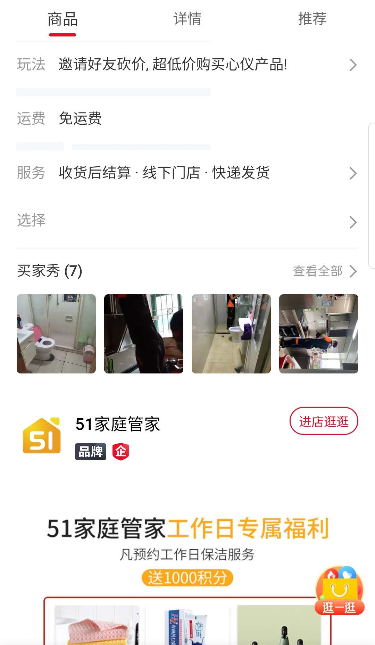 商品
详情
推荐
玩法 邀请好友砍价, 超低价购买心仪产品!
运费 免运费
服务 收货后结算 · 线下门店 · 快递发货
选择
买家秀 (7) 查看全部
51
51家庭管家
进店逛逛
品牌 企
51家庭管家工作日专属福利
凡预约工作日保洁服务
送1000积分
逛一逛